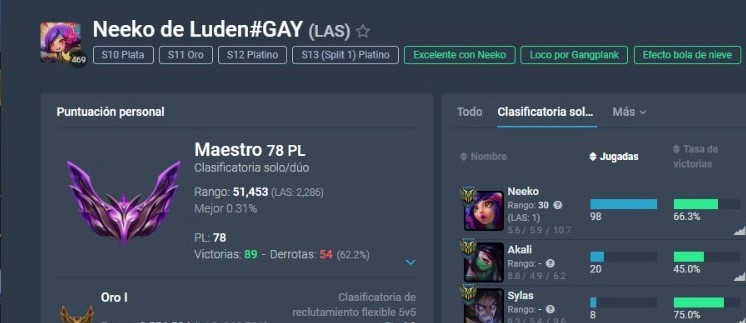 Neeko de Luden#GAY (LAS)
469
S10 Plata
S11 Oro
S12 Platino
S13 (Split 1) Platino
Excelente con Neeko
Loco por Gangplank
Efecto bola de nieve
Puntuación personal
Maestro 78 PL
Clasificatoria solo/dúo
Rango: 51,453 (LAS: 2,286)
Mejor 0.31%
PL: 78
Victorias: 89 - Derrotas: 54 (62.2%)
Oro I
Clasificatoria de
reclutamiento flexible 5v5
Todo
Clasificatoria sol...
Más
Nombre
Jugadas
Tasa de
victorias
Neeko
Rango: 30
(LAS: 1)
5.6 / 5.9 / 10.7
98
66.3%
Akali
Rango: -
8.8 / 4.9 / 6.2
20
45.0%
Sylas
Rango: -
8
75.0%